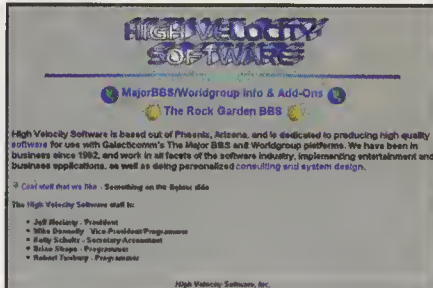 HIGH VELOCITY
SOFTWARE
MajorBBS/Worldgroup Info & Add-Ons
The Rock Garden BBS
High Velocity Software is based out of Phoenix, Arizona, and is dedicated to producing high quality
software for use with Galacticomm's The Major BBS and Worldgroup platforms. We have been in
business since 1992, and work in all facets of the software industry, implementing entertainment and
business applications, as well as doing personalized consulting and system design.
Cool stuff that we like - Something on the lighter side
The High Velocity Software staff is:
Jeff - President
Mike Donnelly - Vice-President/Programmer
Kelly Schultz - Secretary/Accountant
Brian - Programmer
Robert - Programmer
High Velocity Software, Inc.